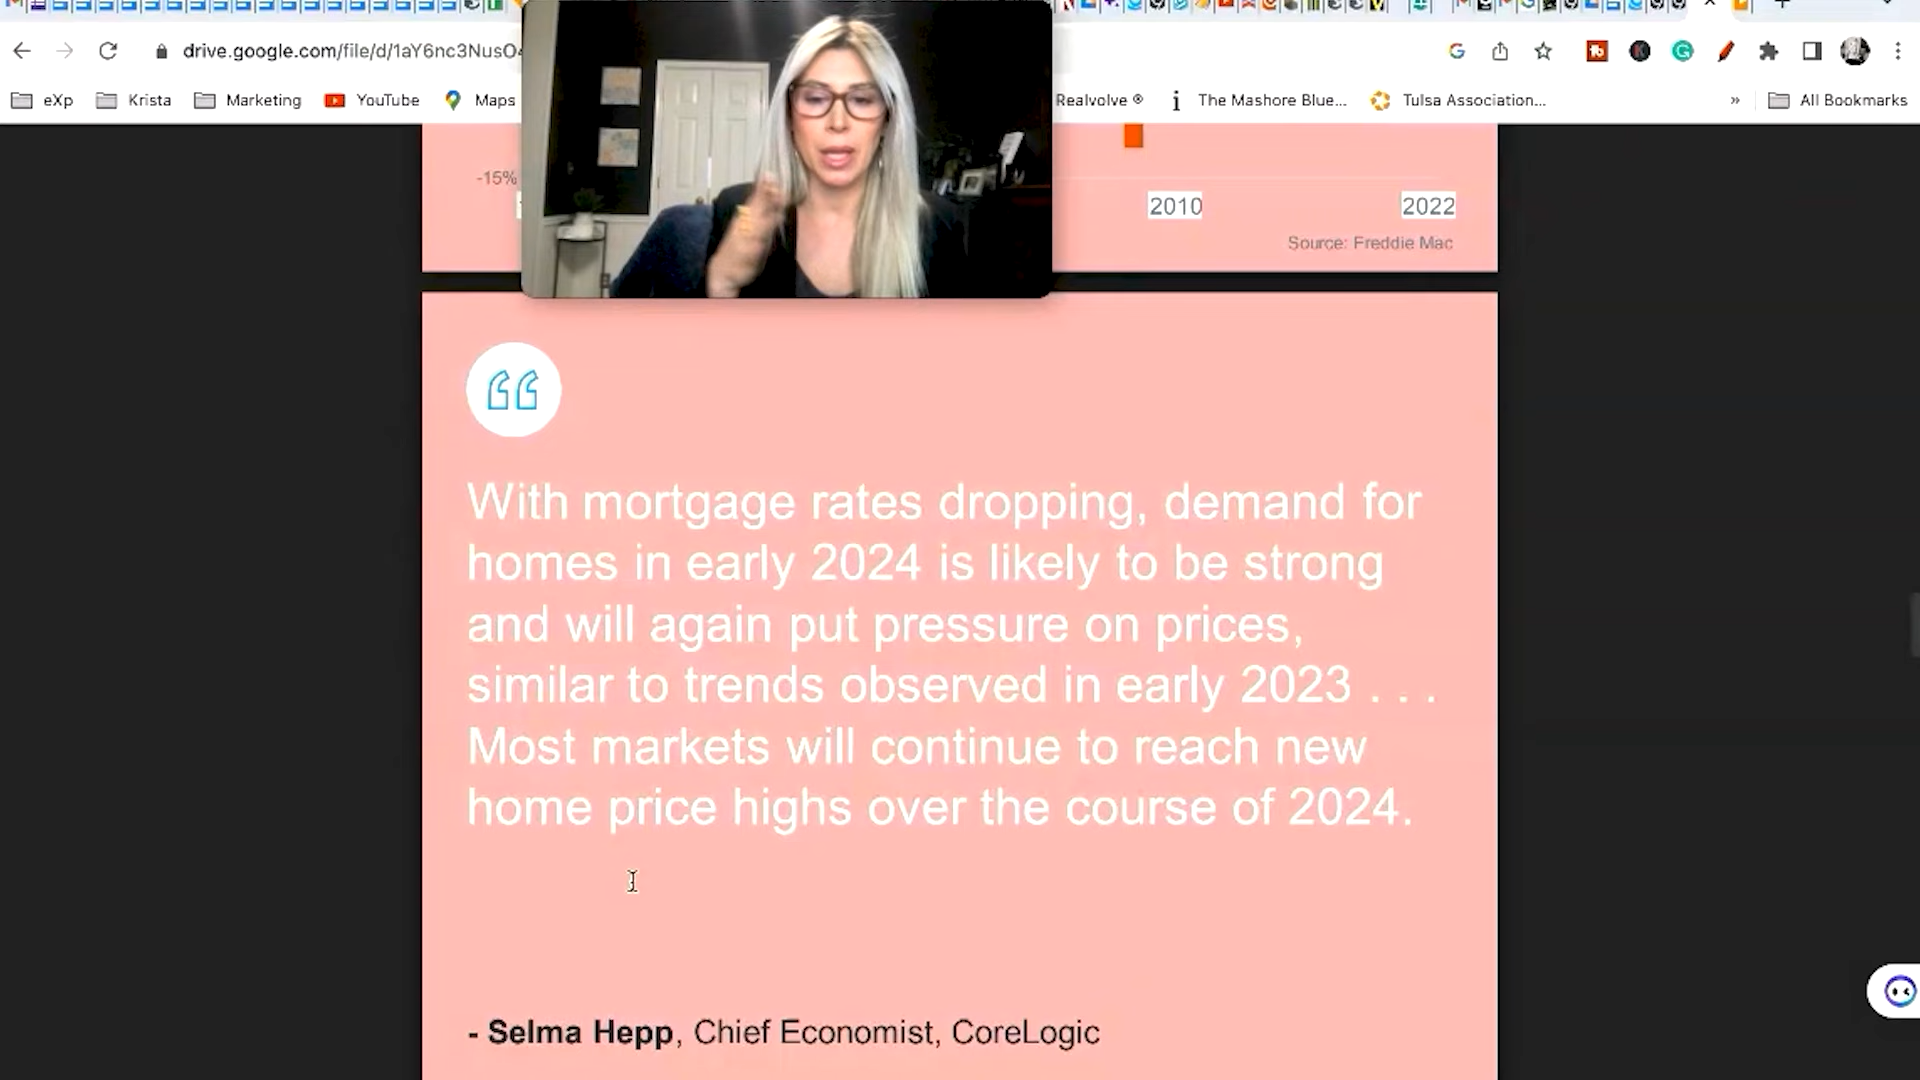 drive.google.com/file/d/1aY6nc3NusO
eXp
Krista
Marketing
YouTube
Maps
Realvolve ®
The Mashore Blue...
Tulsa Association...
»
All Bookmarks
-15%
2010
2022
Source: Freddie Mac
With mortgage rates dropping, demand for
homes in early 2024 is likely to be strong
and will again put pressure on prices,
similar to trends observed in early 2023 . . .
Most markets will continue to reach new
home price highs over the course of 2024.
- Selma Hepp, Chief Economist, CoreLogic